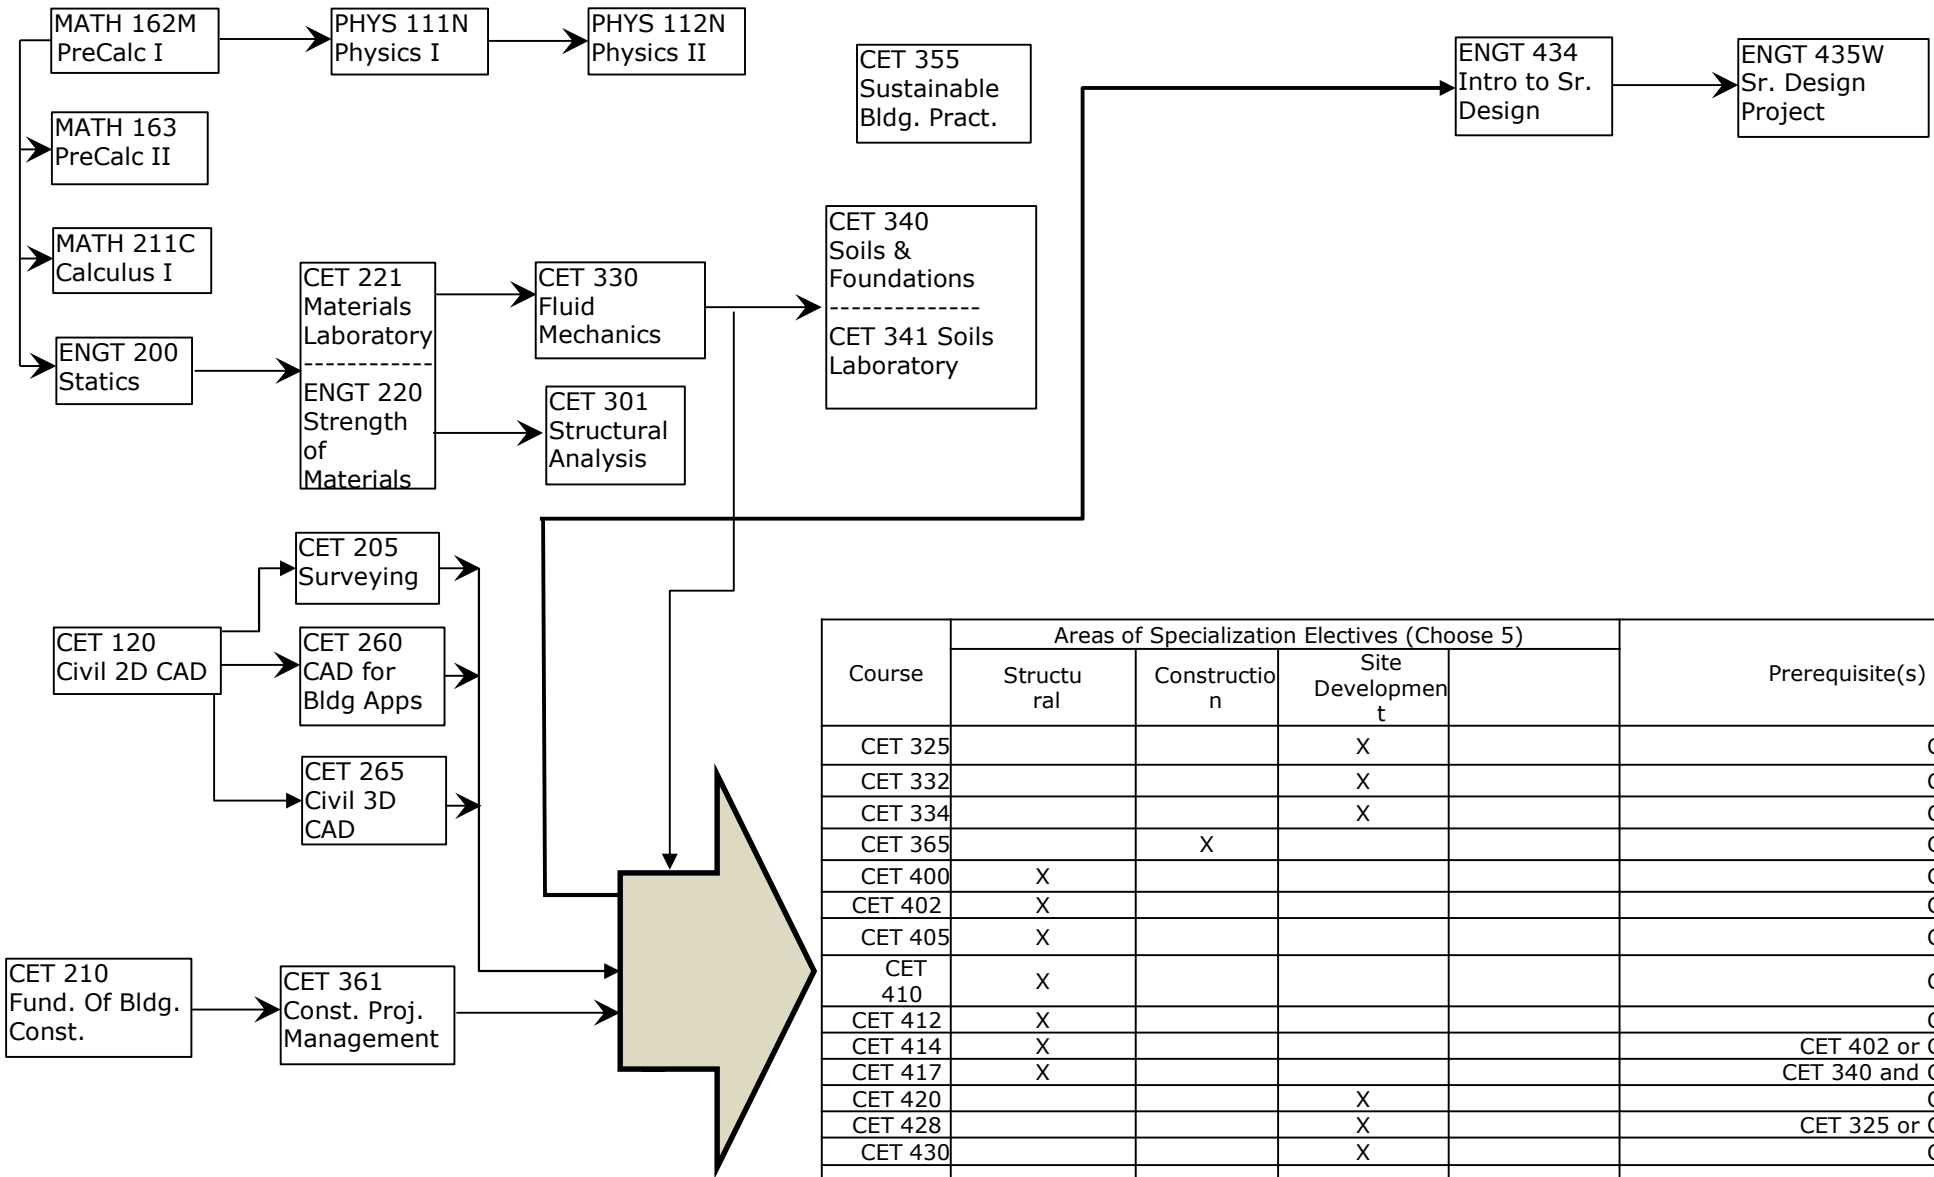 MATH 162M
PreCalc I
PHYS 111N
Physics I
PHYS 112N
Physics II
CET 355
Sustainable
Bldg. Pract.
ENGT 434
Intro to Sr.
Design
ENGT 435W
Sr. Design
Project
MATH 163
PreCalc II
MATH 211C
Calculus I
ENGT 200
Statics
CET 221
Materials
Laboratory
--------------
ENGT 220
Strength
of
Materials
CET 330
Fluid
Mechanics
CET 301
Structural
Analysis
CET 340
Soils &
Foundations
--------------
CET 341 Soils
Laboratory
CET 205
Surveying
CET 120
Civil 2D CAD
CET 260
CAD for
Bldg Apps
CET 265
Civil 3D
CAD
CET 210
Fund. Of Bldg.
Const.
CET 361
Const. Proj.
Management
Areas of Specialization Electives (Choose 5)
Course
Structu
ral
Constructio
n
Site
Developmen
t
Prerequisite(s)
CET 325 X C
CET 332 X C
CET 334 X C
CET 365 X C
CET 400 X C
CET 402 X C
CET 405 X C
CET
410 X C
CET 412 X C
CET 414 X CET 402 or C
CET 417 X CET 340 and C
CET 420 X C
CET 428 X CET 325 or C
CET 430 X C